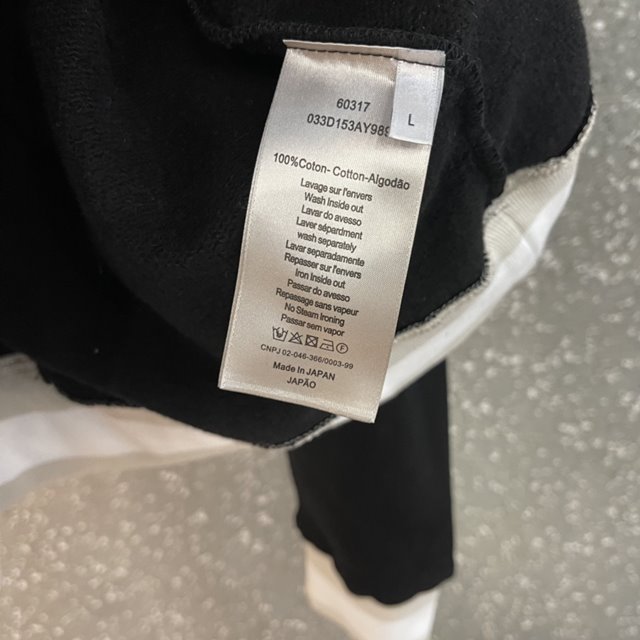 60317
033D153AY989
L
100%Coton- Cotton-Algodão
Lavage sur l'envers
Wash Inside out
Lavar do avesso
Laver sépardment
wash separately
Lavar separadamente
Repasser sur l'envers
Iron Inside out
Passar do avesso
Repassage sans vapeur
No Steam Ironing
Passar sem vapor
CNPJ 02-046-366/0003-99
Made In JAPAN
JAPÃO